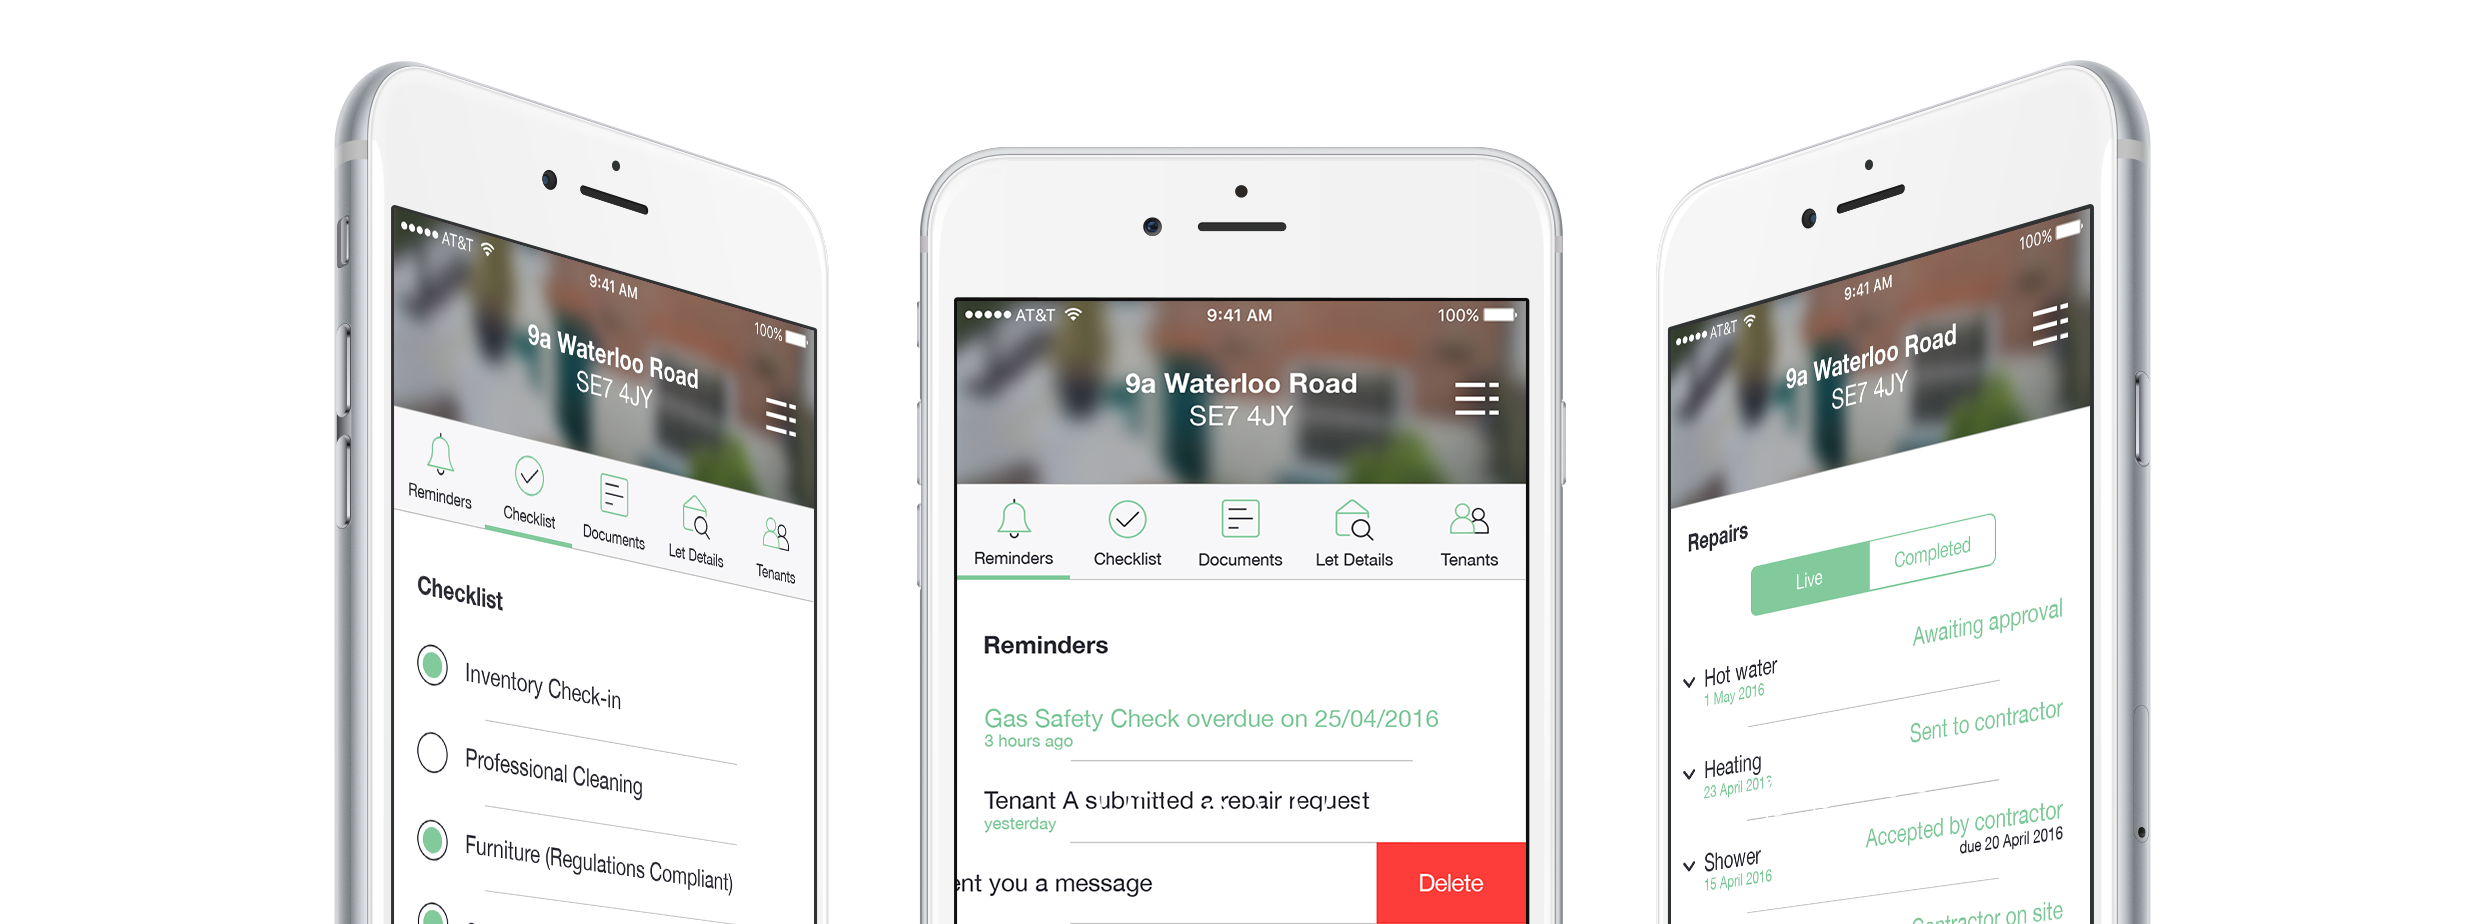 AT&T
9:41 AM
100%
9a Waterloo Road
SE7 4JY
Reminders
Checklist
Documents
Let Details
Tenants
Checklist
Inventory Check-in
Professional Cleaning
Furniture (Regulations Compliant)
AT&T
9:41 AM
100%
9a Waterloo Road
SE7 4JY
Reminders
Checklist
Documents
Let Details
Tenants
Reminders
Gas Safety Check overdue on 25/04/2016
3 hours ago
Tenant A submitted a repair request
yesterday
you a message
Delete
AT&T
9:41 AM
100%
9a Waterloo Road
SE7 4JY
Repairs
Live
Completed
Awaiting approval
Hot water
1 May 2016
Sent to contractor
Heating
23 April
Accepted by contractor
due 20 April 2016
Shower
15 April 2016
Contractor on site